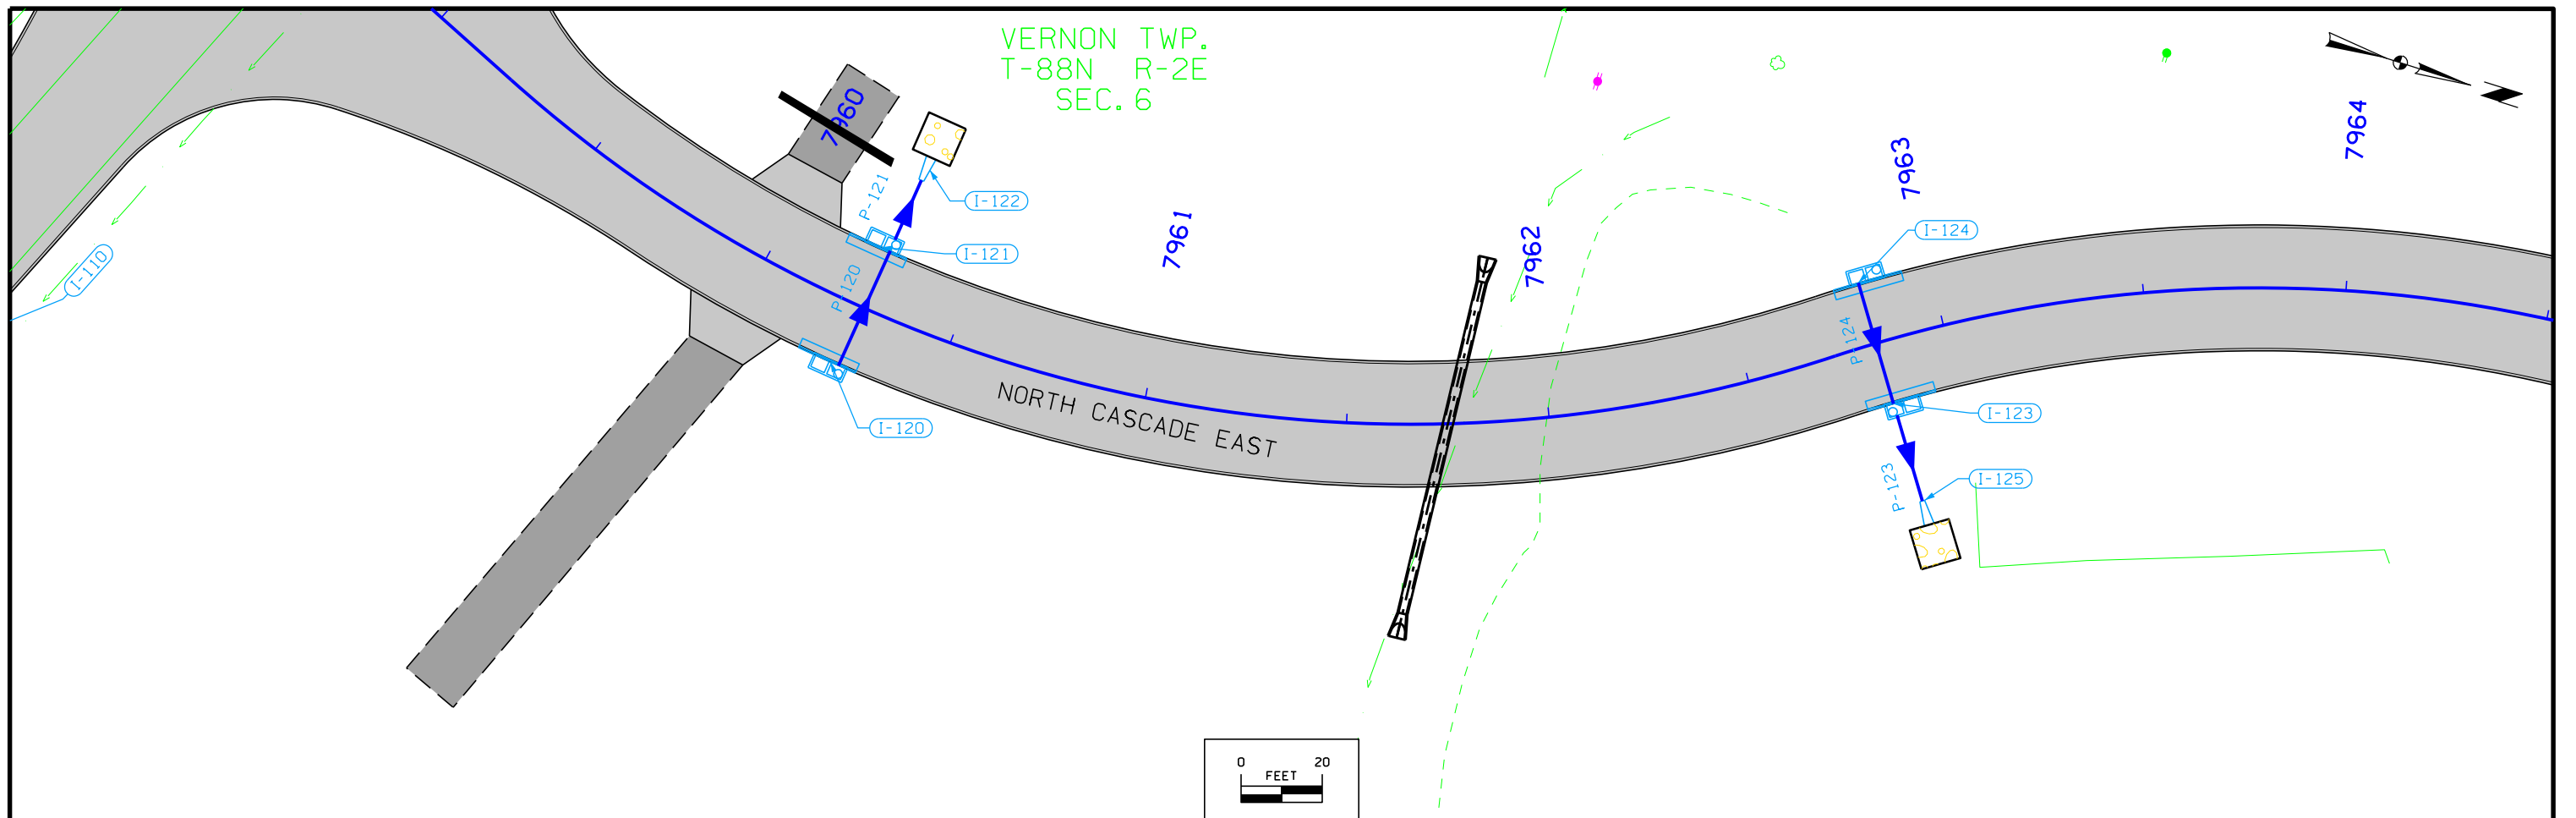 VERNON TWP.
T-88N R-2E
SEC. 6
7960
7961
7962
7963
7964
I-110
P-121
I-122
I-121
P-120
I-120
NORTH CASCADE EAST
I-124
P-124
I-123
P-123
I-125
0 20
FEET